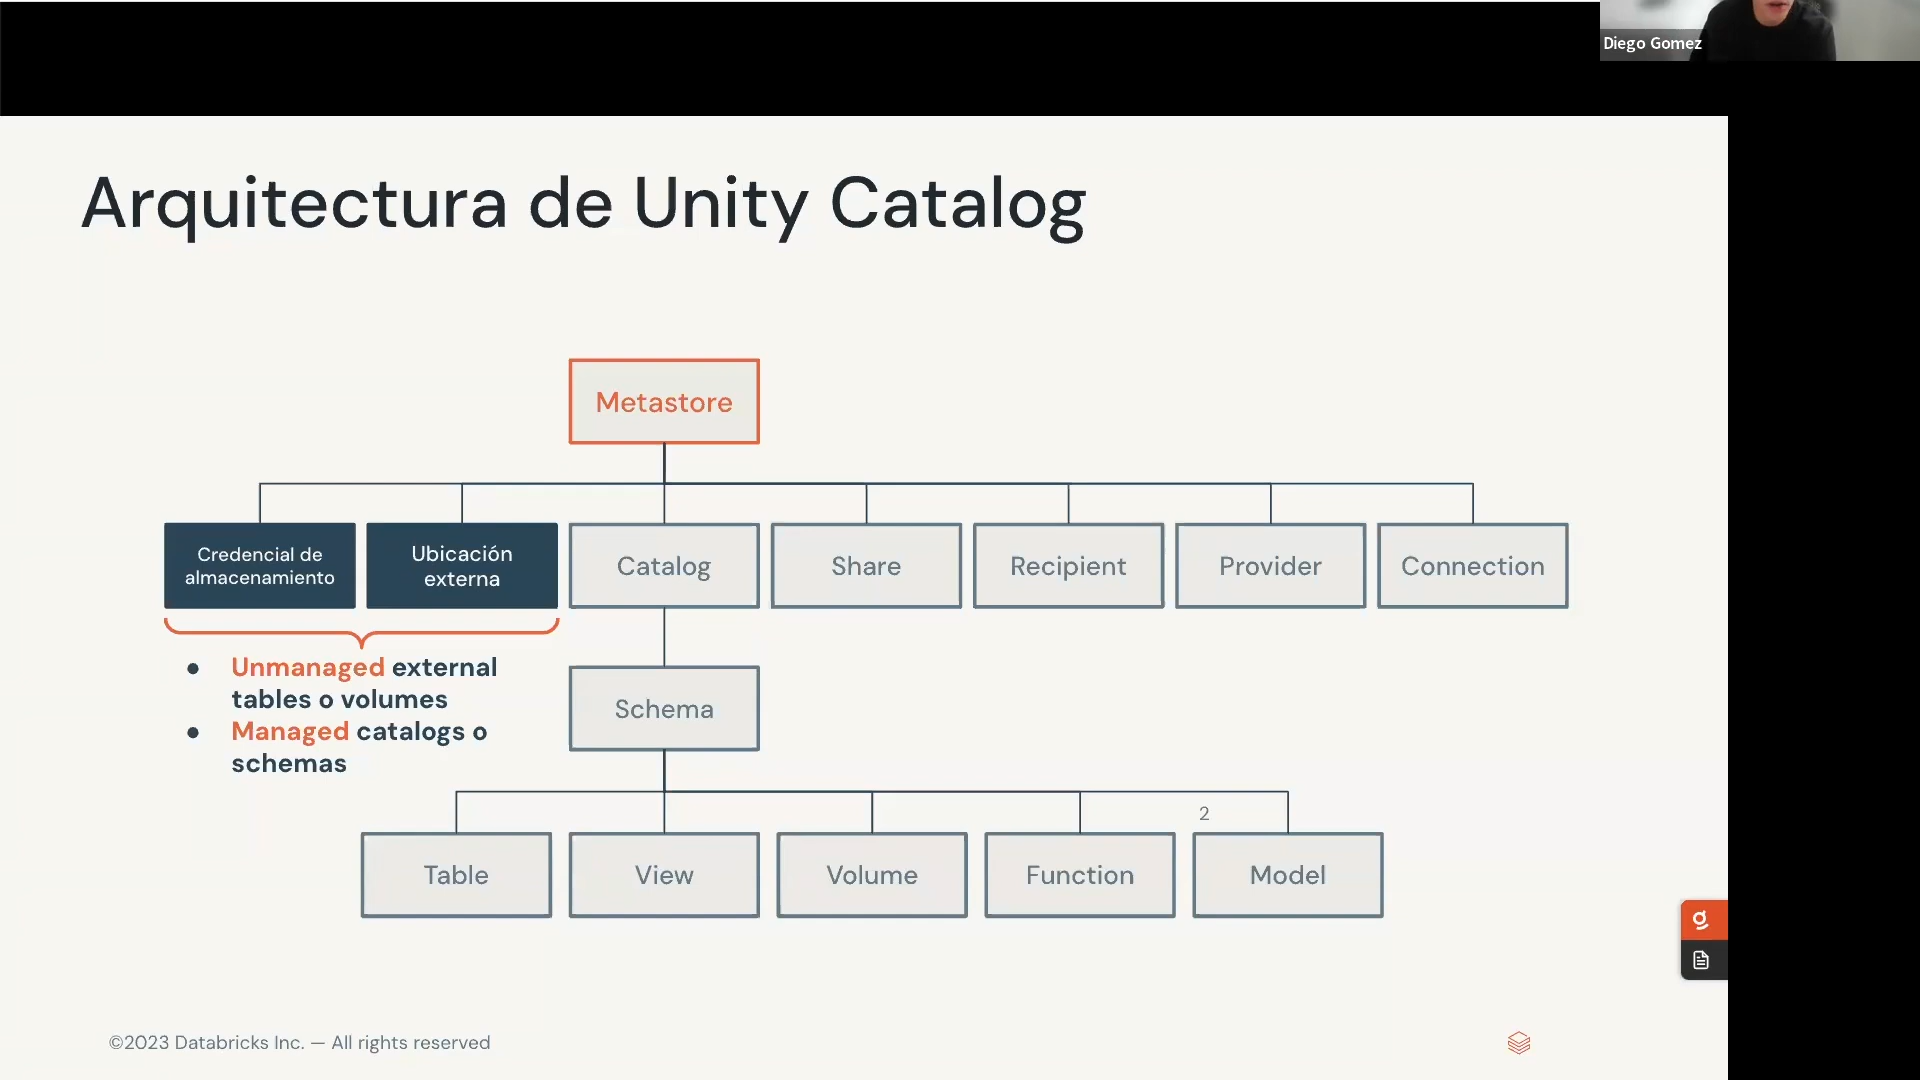 Diego Gomez
Arquitectura de Unity Catalog
Metastore
Credencial de
almacenamiento
Ubicación
externa
Catalog
Share
Recipient
Provider
Connection
● Unmanaged external
tables o volumes
● Managed catalogs o
schemas
Schema
2
Table
View
Volume
Function
Model
g
©2023 Databricks Inc. — All rights reserved